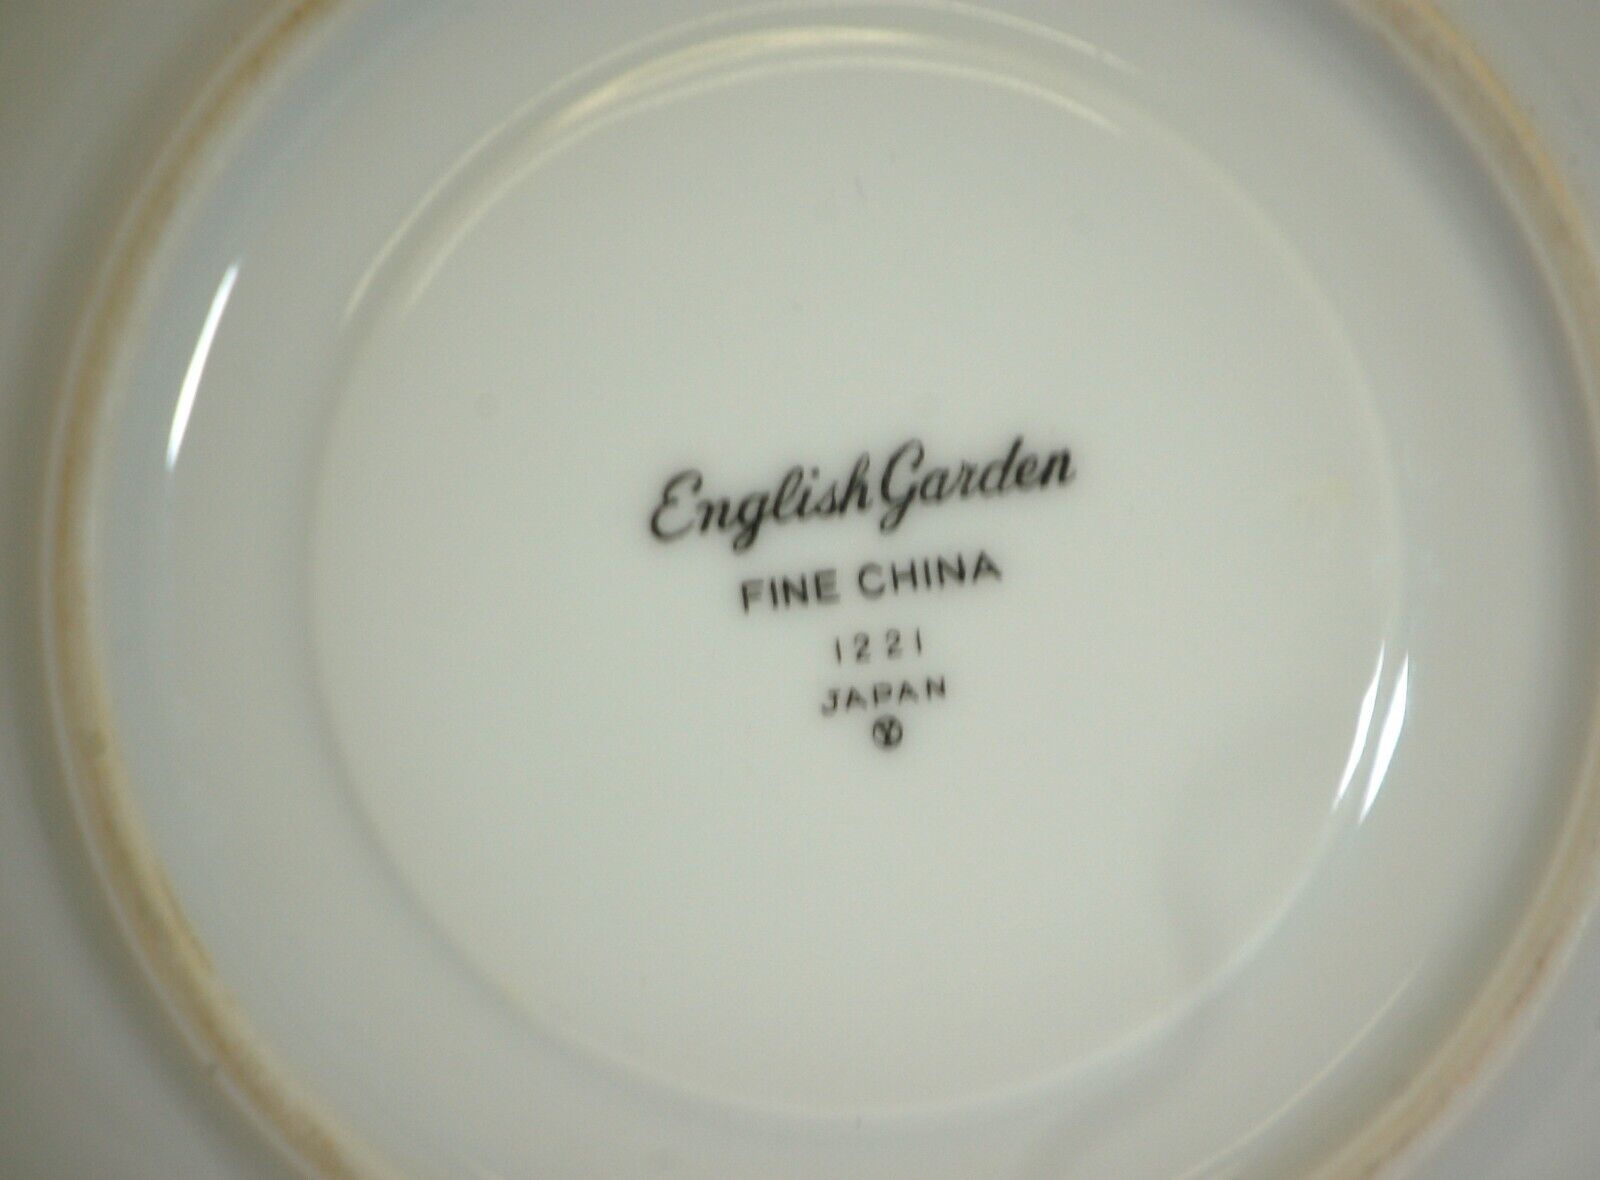 English Garden
FINE CHINA
1221
JAPAN
Y